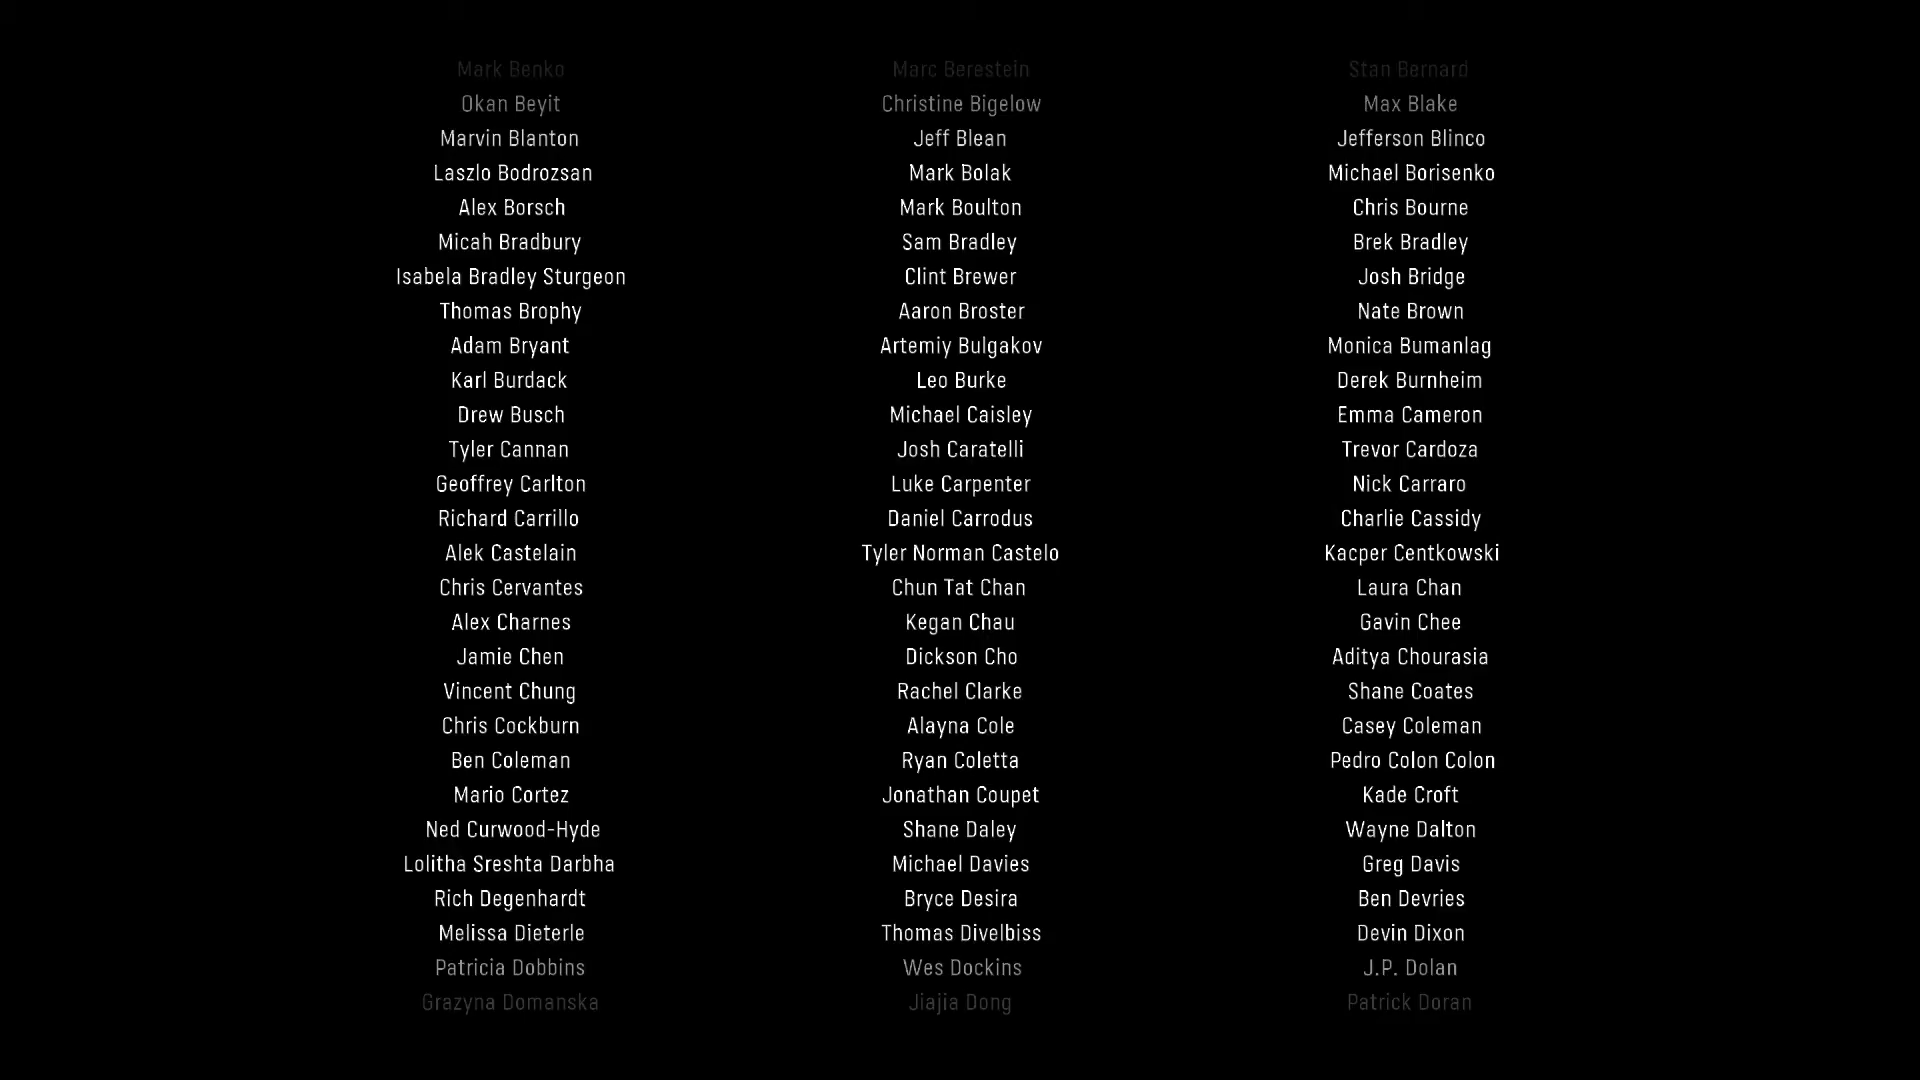 Mark Benko Marc Berestein Stan Bernard
Okan Beyit Christine Bigelow Max Blake
Marvin Blanton Jeff Blean Jefferson Blinco
Laszlo Bodrozsan Mark Bolak Michael Borisenko
Alex Borsch Mark Boulton Chris Bourne
Micah Bradbury Sam Bradley Brek Bradley
Isabela Bradley Sturgeon Clint Brewer Josh Bridge
Thomas Brophy Aaron Broster Nate Brown
Adam Bryant Artemiy Bulgakov Monica Bumanlag
Karl Burdack Leo Burke Derek Burnheim
Drew Busch Michael Caisley Emma Cameron
Tyler Cannan Josh Caratelli Trevor Cardoza
Geoffrey Carlton Luke Carpenter Nick Carraro
Richard Carrillo Daniel Carrodus Charlie Cassidy
Alek Castelain Tyler Norman Castelo Kacper Centkowski
Chris Cervantes Chun Tat Chan Laura Chan
Alex Charnes Kegan Chau Gavin Chee
Jamie Chen Dickson Cho Aditya Chourasia
Vincent Chung Rachel Clarke Shane Coates
Chris Cockburn Alayna Cole Casey Coleman
Ben Coleman Ryan Coletta Pedro Colon Colon
Mario Cortez Jonathan Coupet Kade Croft
Ned Curwood-Hyde Shane Daley Wayne Dalton
Lolitha Sreshta Darbha Michael Davies Greg Davis
Rich Degenhardt Bryce Desira Ben Devries
Melissa Dieterle Thomas Divelbiss Devin Dixon
Patricia Dobbins Wes Dockins J.P. Dolan
Grazyna Domanska Jiajia Dong Patrick Doran